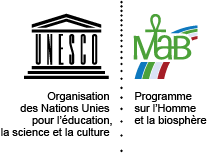 UNESCO
Organisation
des Nations Unies
pour l'éducation,
la science et la culture
MAB
Programme
sur l'Homme
et la biosphère